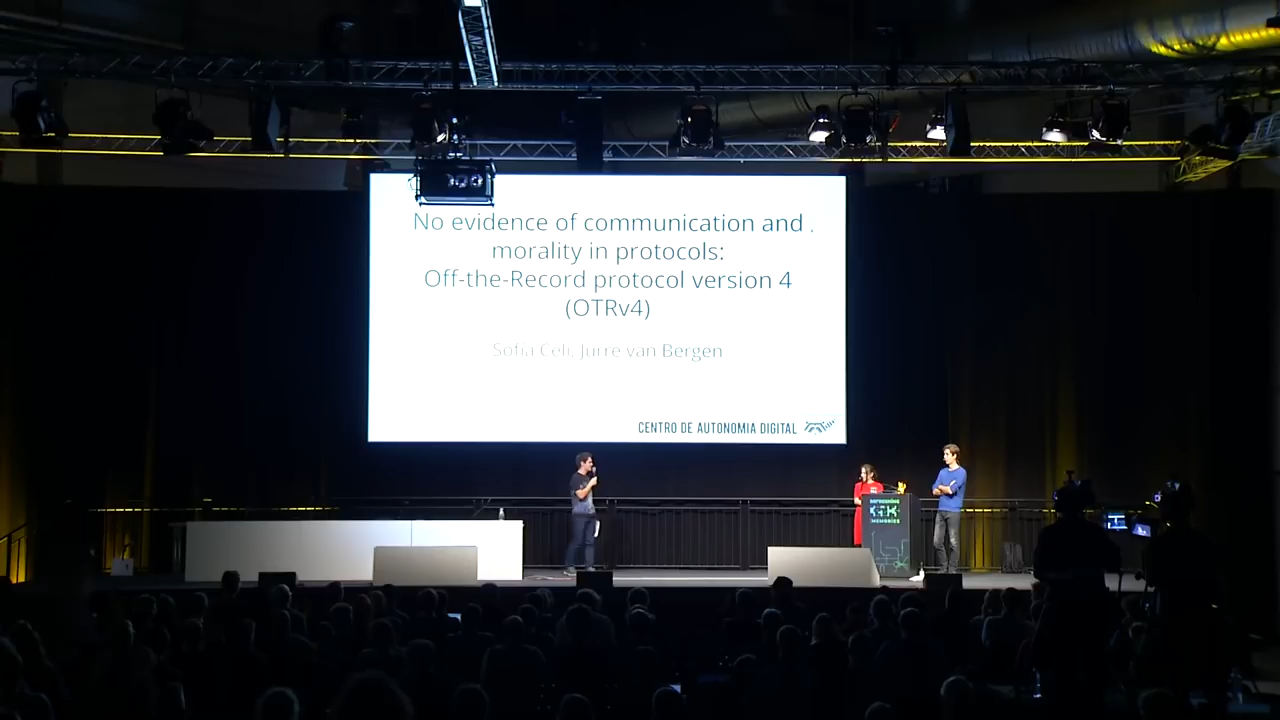 No evidence of communication and .
morality in protocols:
Off-the-Record protocol version 4
(OTRv4)
Sofia Celi, Jurre van Bergen
CENTRO DE AUTONOMIA DIGITAL
MEMORIES